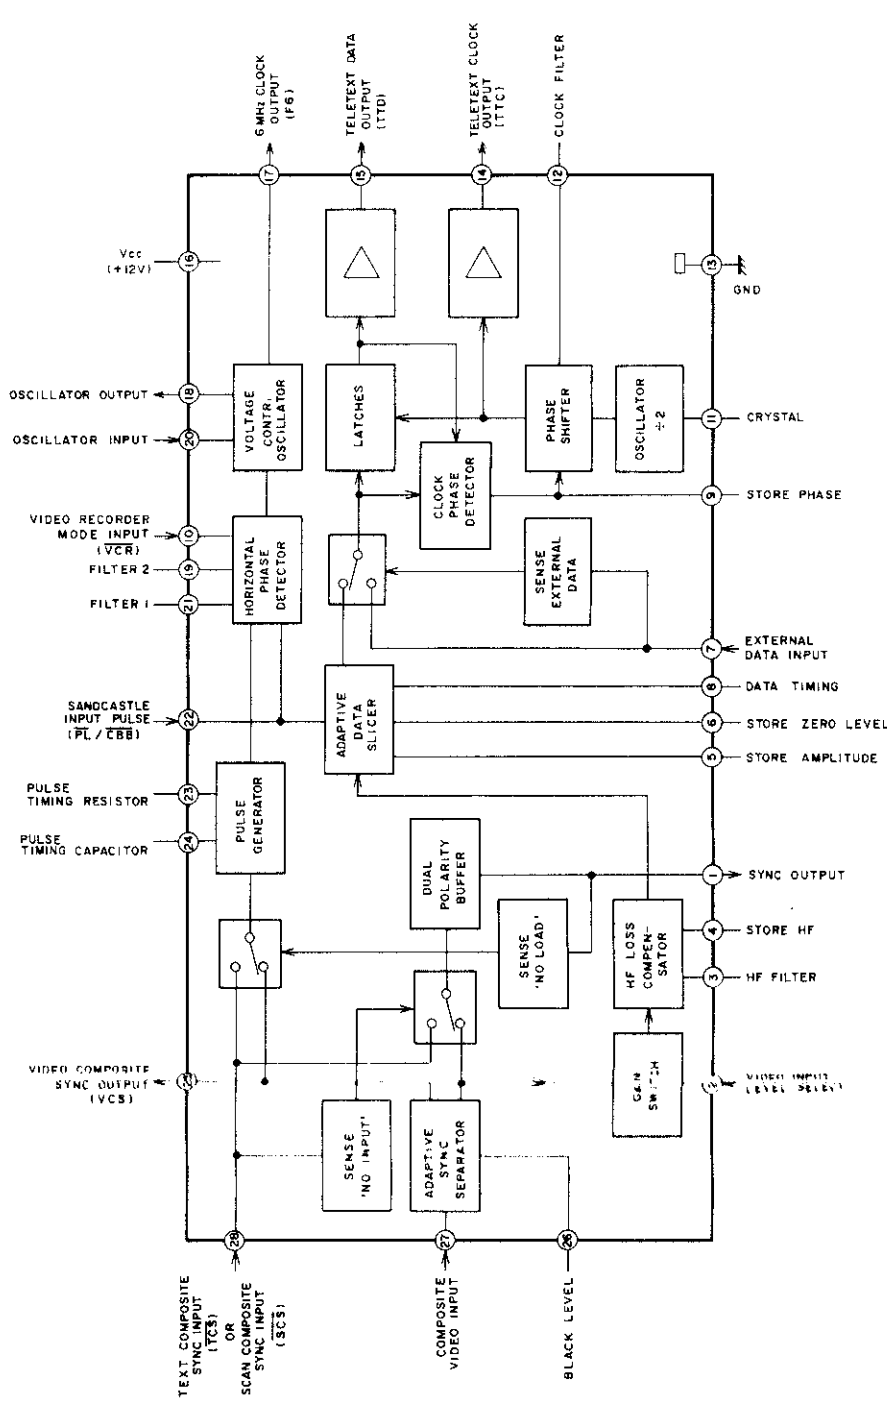 6MHz CLOCK
OUTPUT
(F6)
TELETEXT DATA
OUTPUT
(TTD)
TELETEXT CLOCK
OUTPUT
(TTC)
CLOCK FILTER
17
15
14
12
Vcc
(+12V)
16
13
GND
OSCILLATOR OUTPUT
18
OSCILLATOR INPUT
20
VOLTAGE
CONTR.
OSCILLATOR
LATCHES
PHASE
SHIFTER
OSCILLATOR
÷2
11
CRYSTAL
CLOCK
PHASE
DETECTOR
9
STORE PHASE
VIDEO RECORDER
MODE INPUT
(VCR)
10
FILTER 2
19
FILTER 1
21
HORIZONTAL
PHASE
DETECTOR
SENSE
EXTERNAL
DATA
7
EXTERNAL
DATA INPUT
SANDCASTLE
INPUT PULSE
(PL/CBB)
22
ADAPTIVE
DATA
SLICER
8
DATA TIMING
6
STORE ZERO LEVEL
5
STORE AMPLITUDE
PULSE
TIMING RESISTOR
23
PULSE
TIMING CAPACITOR
24
PULSE
GENERATOR
DUAL
POLARITY
BUFFER
1
SYNC OUTPUT
SENSE
'NO LOAD'
HF LOSS
COMPEN-
SATOR
4
STORE HF
3
HF FILTER
VIDEO COMPOSITE
SYNC OUTPUT
(VCS)
25
GAIN
SWITCH
2
VIDEO INPUT
LEVEL SELECT
SENSE
'NO INPUT'
ADAPTIVE
SYNC
SEPARATOR
28
27
26
TEXT COMPOSITE
SYNC INPUT
(TCS)
OR
SCAN COMPOSITE
SYNC INPUT
(SCS)
COMPOSITE
VIDEO INPUT
BLACK LEVEL